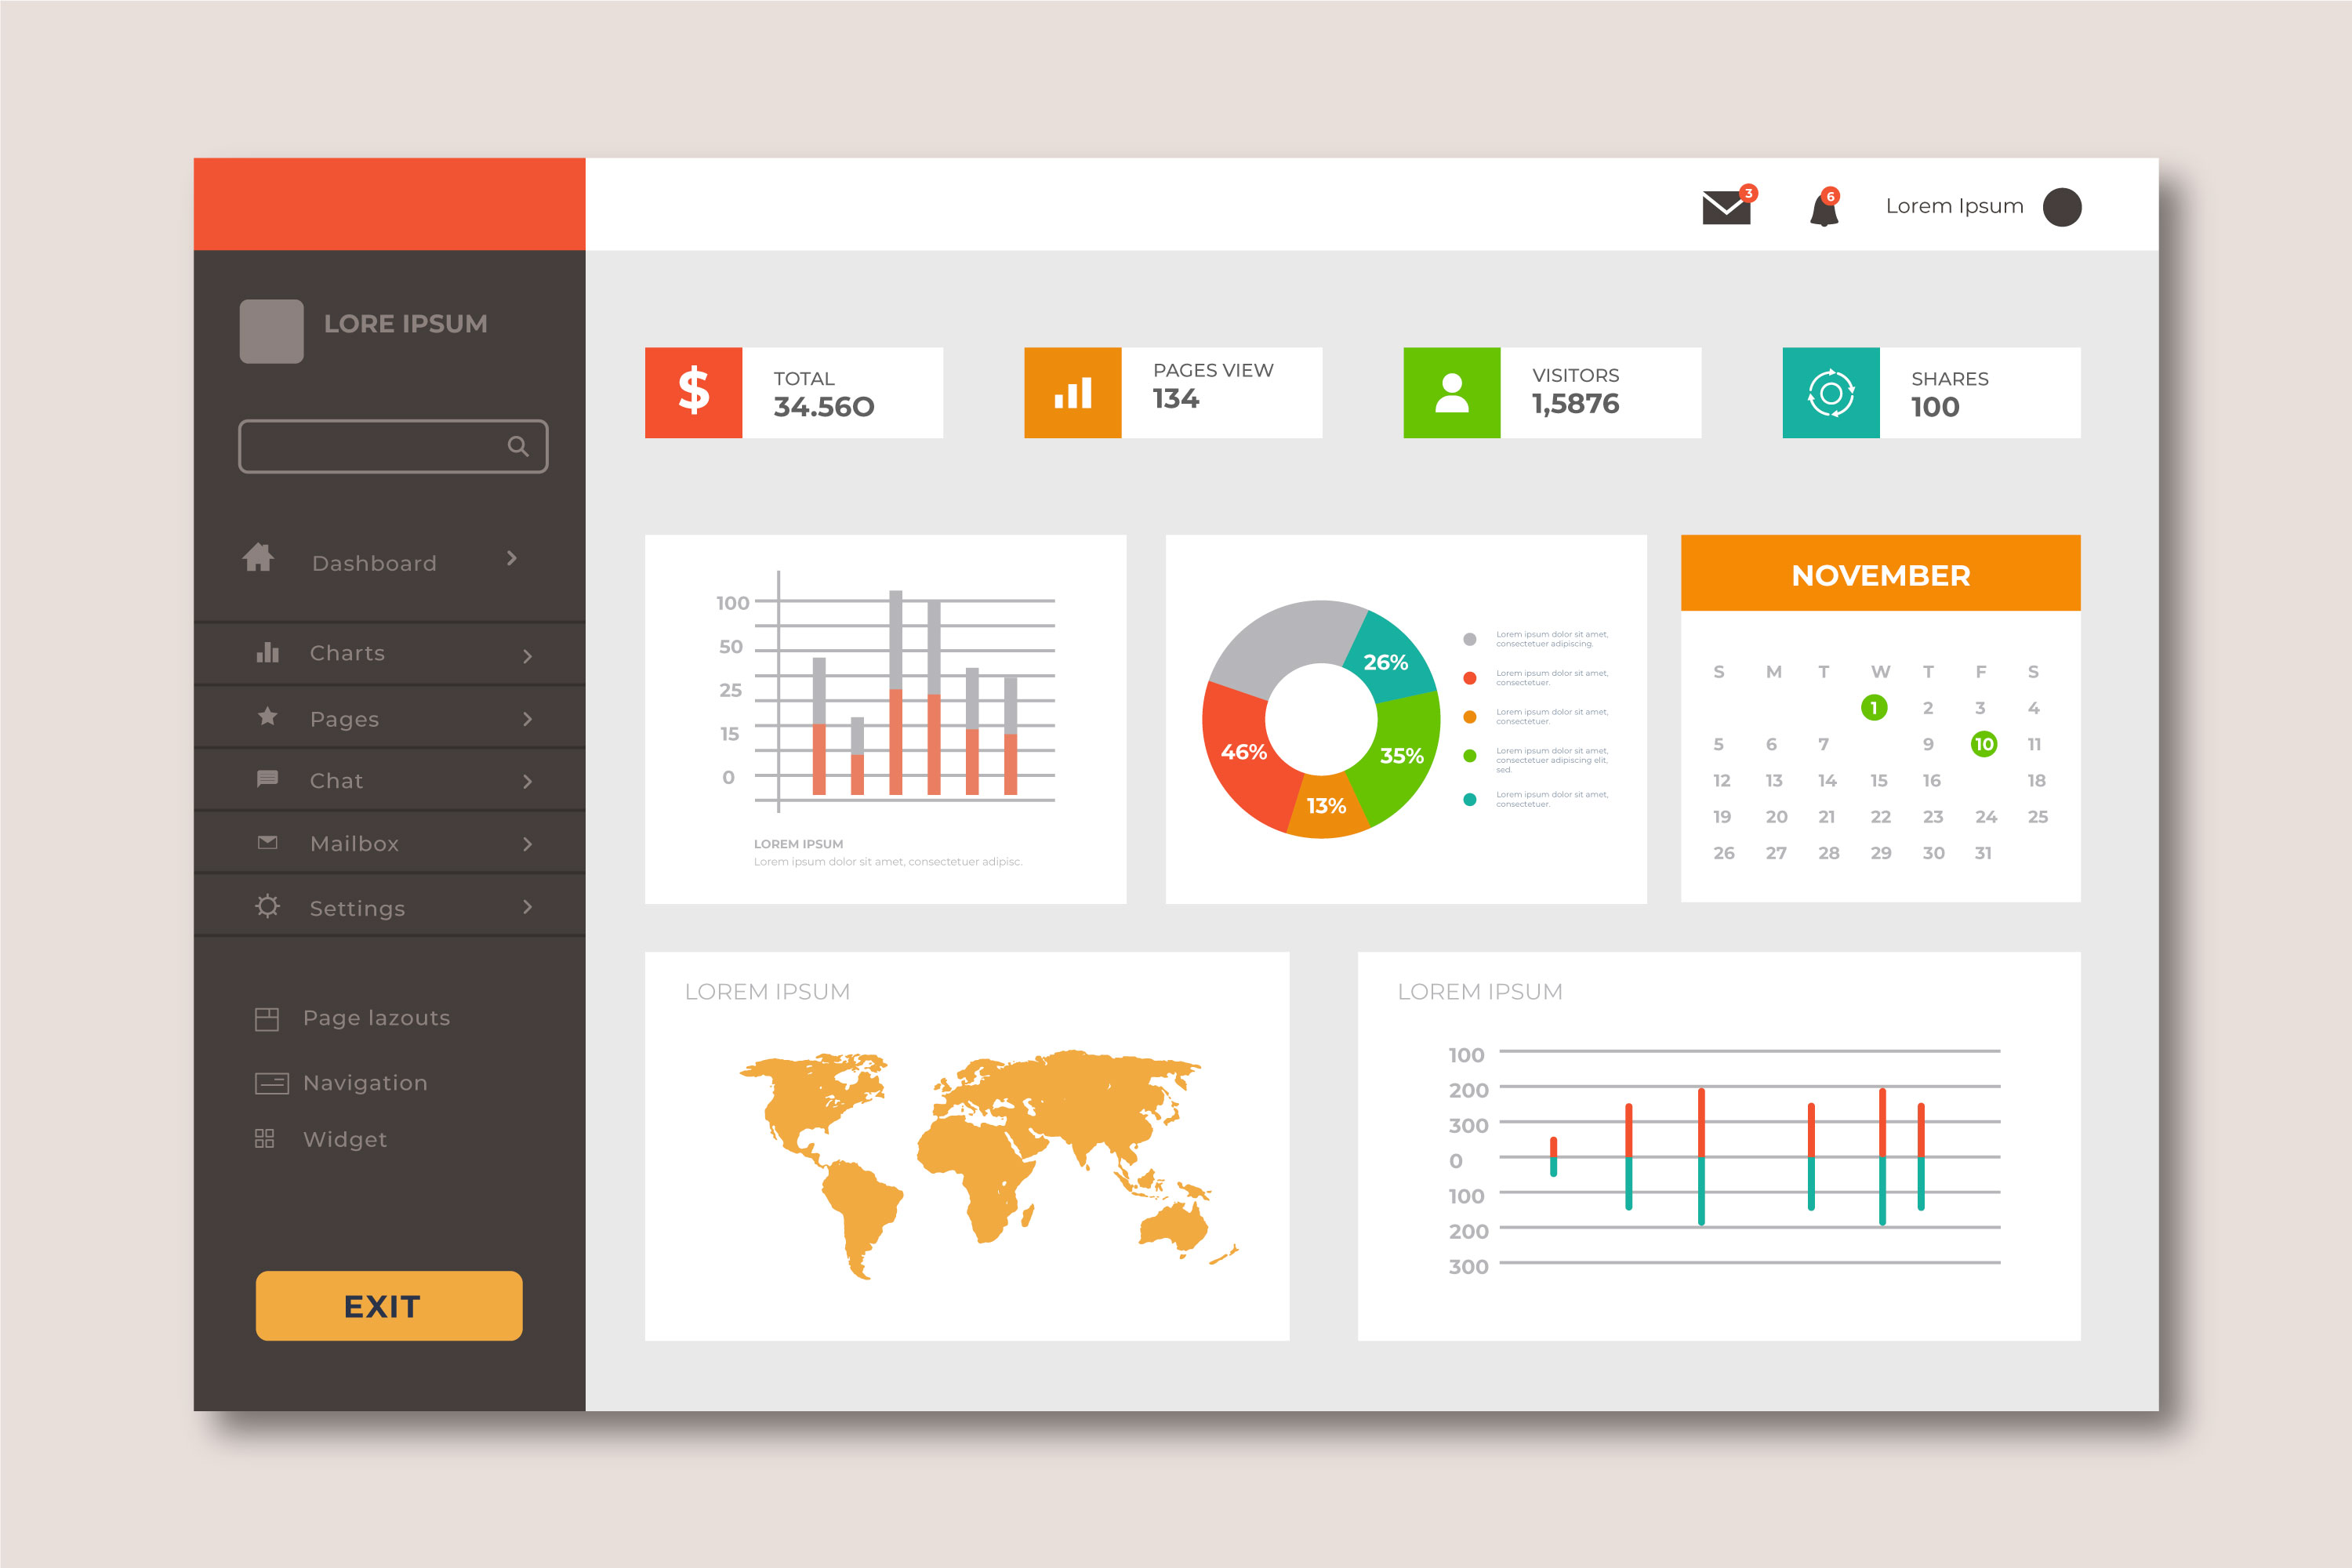 3
6
Lorem Ipsum
LORE IPSUM
Dashboard
Charts
Pages
Chat
Mailbox
Settings
Page lazouts
Navigation
Widget
EXIT
TOTAL
34.56O
PAGES VIEW
134
VISITORS
1,5876
SHARES
100
100
50
25
15
0
LOREM IPSUM
Lorem ipsum dolor sit amet, consectetuer adipisc.
26%
35%
13%
46%
Lorem ipsum dolor sit amet,
consectetuer adipiscing.
Lorem ipsum dolor sit amet,
consectetuer.
Lorem ipsum dolor sit amet,
consectetuer.
Lorem ipsum dolor sit amet,
consectetuer adipiscing elit,
sed.
Lorem ipsum dolor sit amet,
consectetuer.
NOVEMBER
S M T W T F S
1 2 3 4
5 6 7 9 10 11
12 13 14 15 16 18
19 20 21 22 23 24 25
26 27 28 29 30 31
LOREM IPSUM
LOREM IPSUM
100
200
300
0
100
200
300